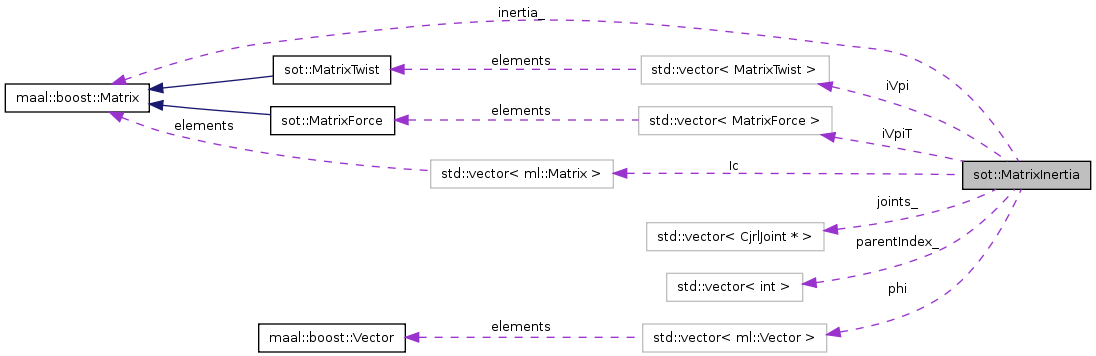 inertia_
sot::MatrixTwist
elements
std::vector< MatrixTwist >
iVpi
maal::boost::Matrix
sot::MatrixForce
elements
std::vector< MatrixForce >
iVpiT
elements
std::vector< ml::Matrix >
Ic
sot::MatrixInertia
joints_
std::vector< CjrlJoint * >
parentIndex_
std::vector< int >
phi
maal::boost::Vector
elements
std::vector< ml::Vector >